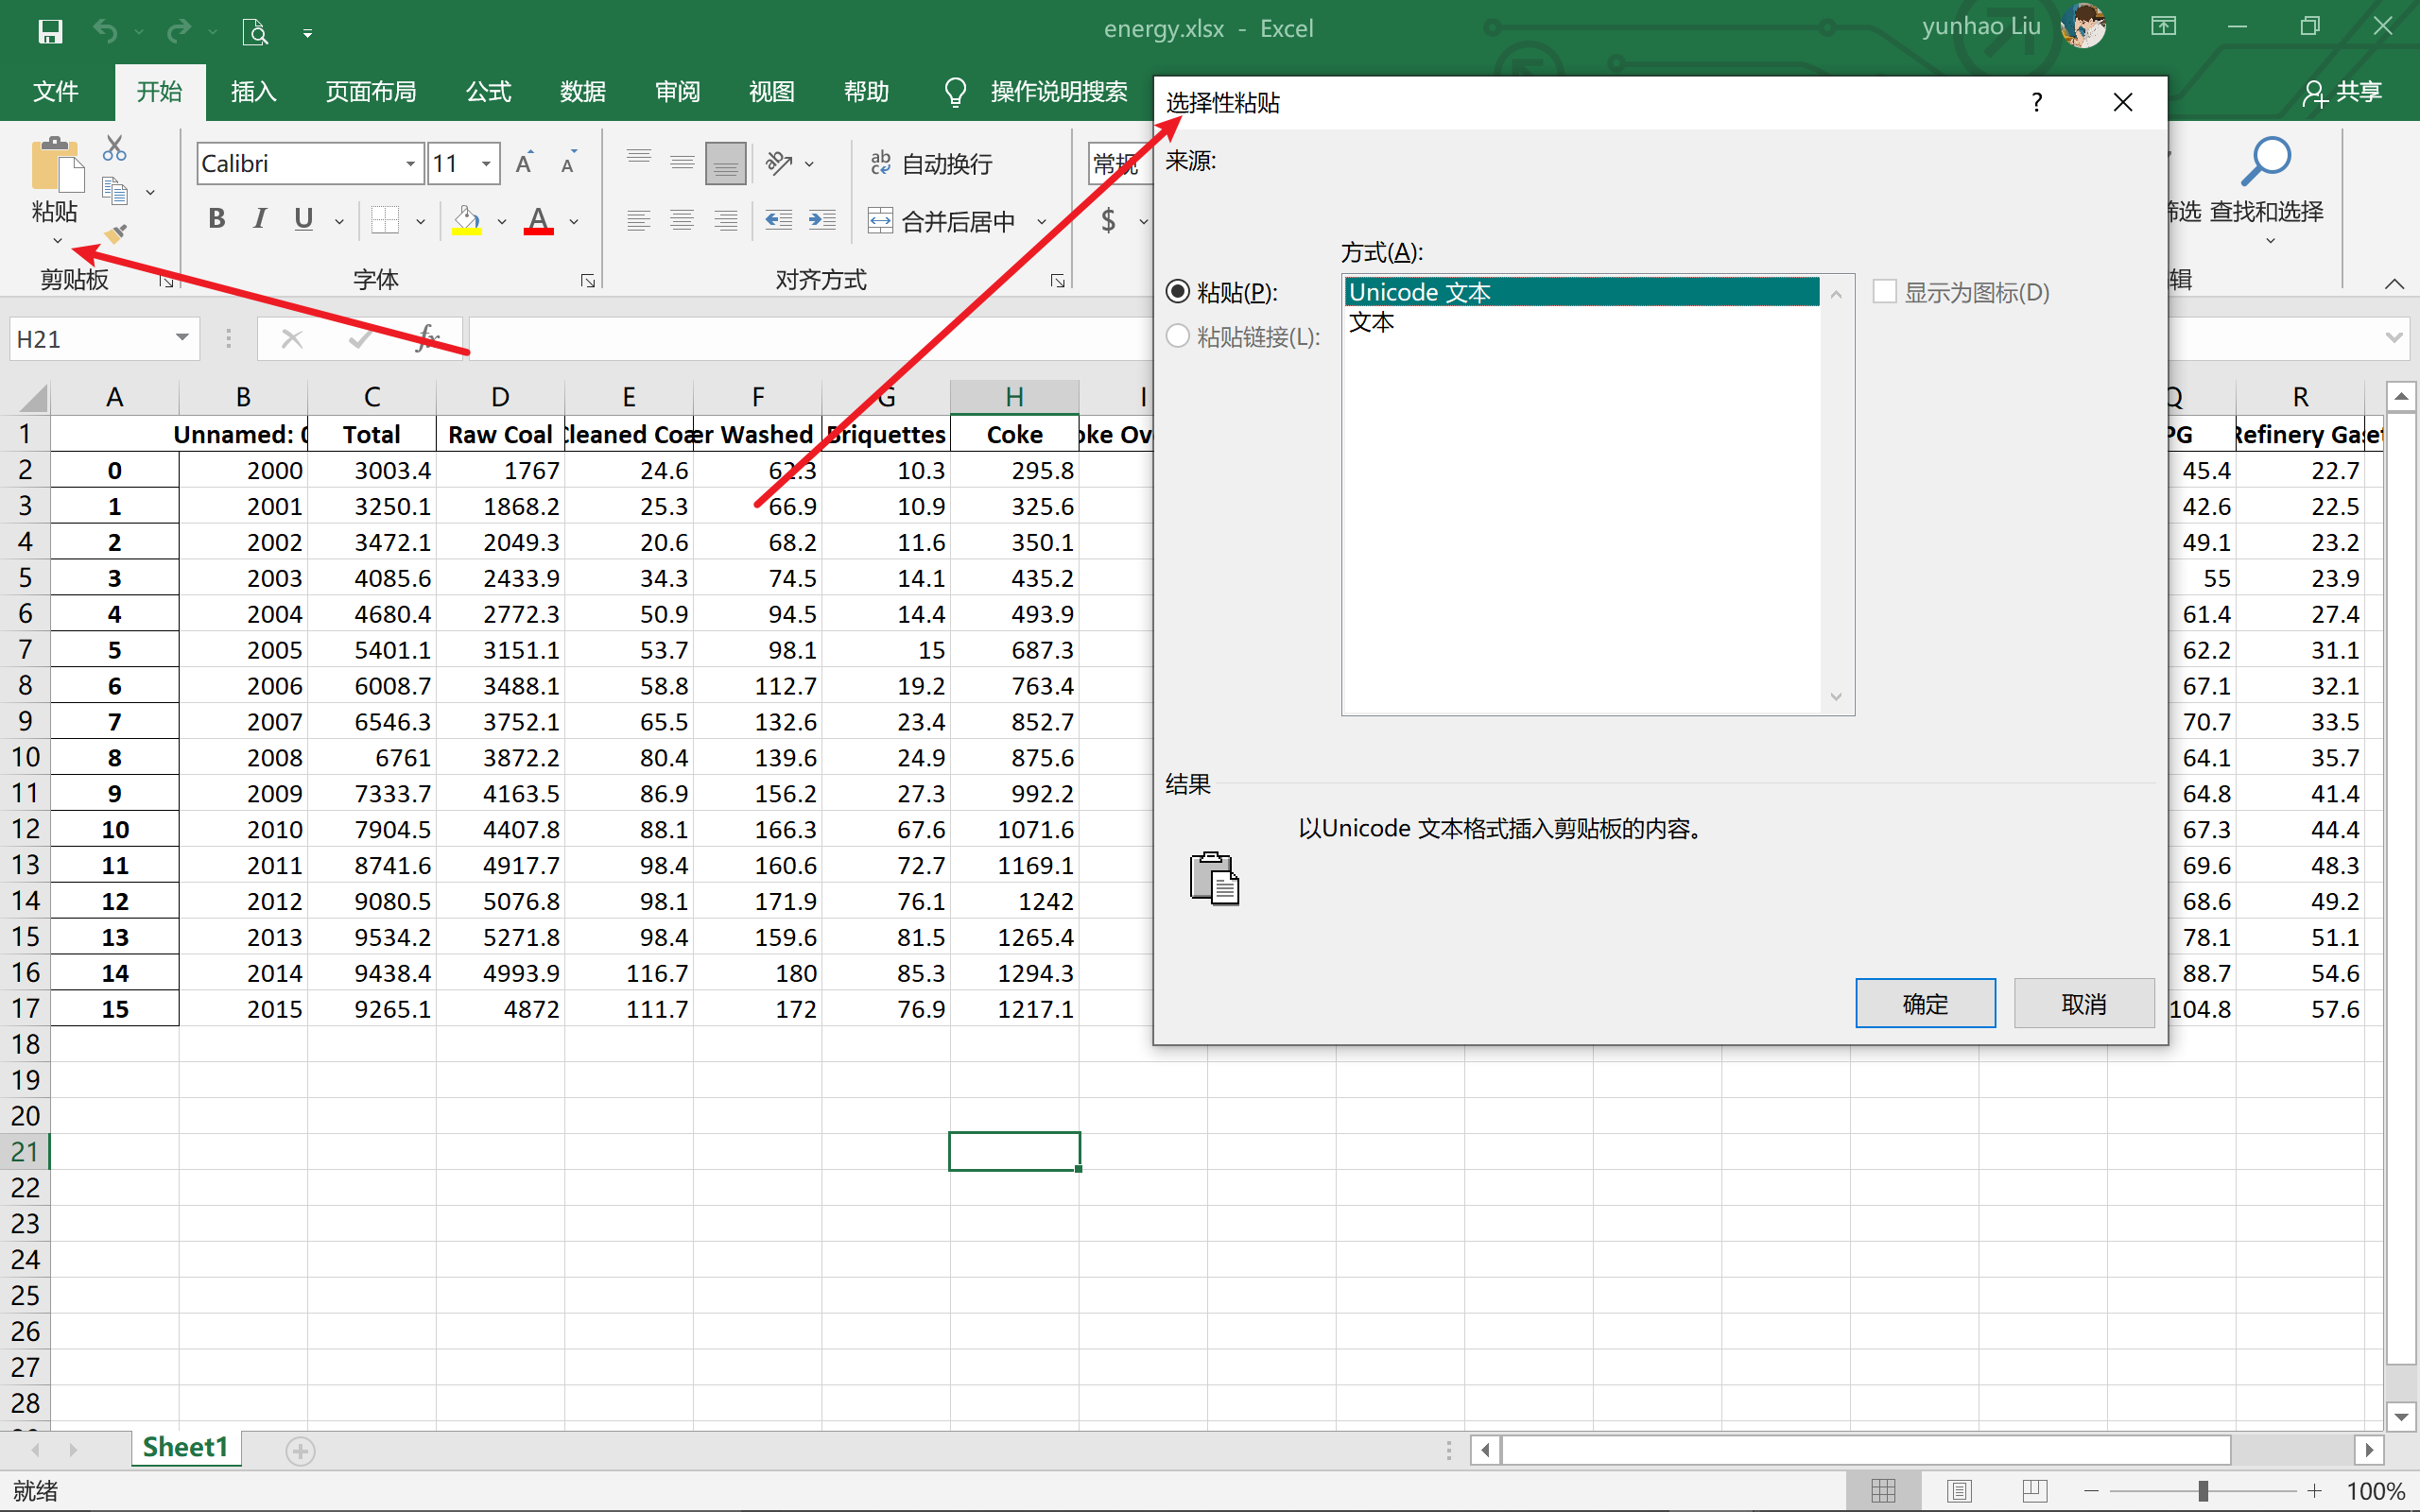 energy.xlsx - Excel
yunhao Liu
文件 开始 插入 页面布局 公式 数据 审阅 视图 帮助 操作说明搜索 共享
粘贴
剪贴板
Calibri 11
B I U A
字体
ab 自动换行
合并后居中
对齐方式
常规
$
筛选 查找和选择
辑
H21 fx
选择性粘贴 ?
来源:
方式(A):
粘贴(P):
粘贴链接(L):
Unicode 文本
文本
显示为图标(D)
结果
以Unicode 文本格式插入剪贴板的内容。
确定 取消
A B C D E F G H I Q R
1 Unnamed: 0 Total Raw Coal Cleaned Coa er Washed Briquettes Coke oke Ov PG Refinery Gas et
2 0 2000 3003.4 1767 24.6 62.3 10.3 295.8 45.4 22.7
3 1 2001 3250.1 1868.2 25.3 66.9 10.9 325.6 42.6 22.5
4 2 2002 3472.1 2049.3 20.6 68.2 11.6 350.1 49.1 23.2
5 3 2003 4085.6 2433.9 34.3 74.5 14.1 435.2 55 23.9
6 4 2004 4680.4 2772.3 50.9 94.5 14.4 493.9 61.4 27.4
7 5 2005 5401.1 3151.1 53.7 98.1 15 687.3 62.2 31.1
8 6 2006 6008.7 3488.1 58.8 112.7 19.2 763.4 67.1 32.1
9 7 2007 6546.3 3752.1 65.5 132.6 23.4 852.7 70.7 33.5
10 8 2008 6761 3872.2 80.4 139.6 24.9 875.6 64.1 35.7
11 9 2009 7333.7 4163.5 86.9 156.2 27.3 992.2 64.8 41.4
12 10 2010 7904.5 4407.8 88.1 166.3 67.6 1071.6 67.3 44.4
13 11 2011 8741.6 4917.7 98.4 160.6 72.7 1169.1 69.6 48.3
14 12 2012 9080.5 5076.8 98.1 171.9 76.1 1242 68.6 49.2
15 13 2013 9534.2 5271.8 98.4 159.6 81.5 1265.4 78.1 51.1
16 14 2014 9438.4 4993.9 116.7 180 85.3 1294.3 88.7 54.6
17 15 2015 9265.1 4872 111.7 172 76.9 1217.1 104.8 57.6
18
19
20
21
22
23
24
25
26
27
28
Sheet1
就绪 100%